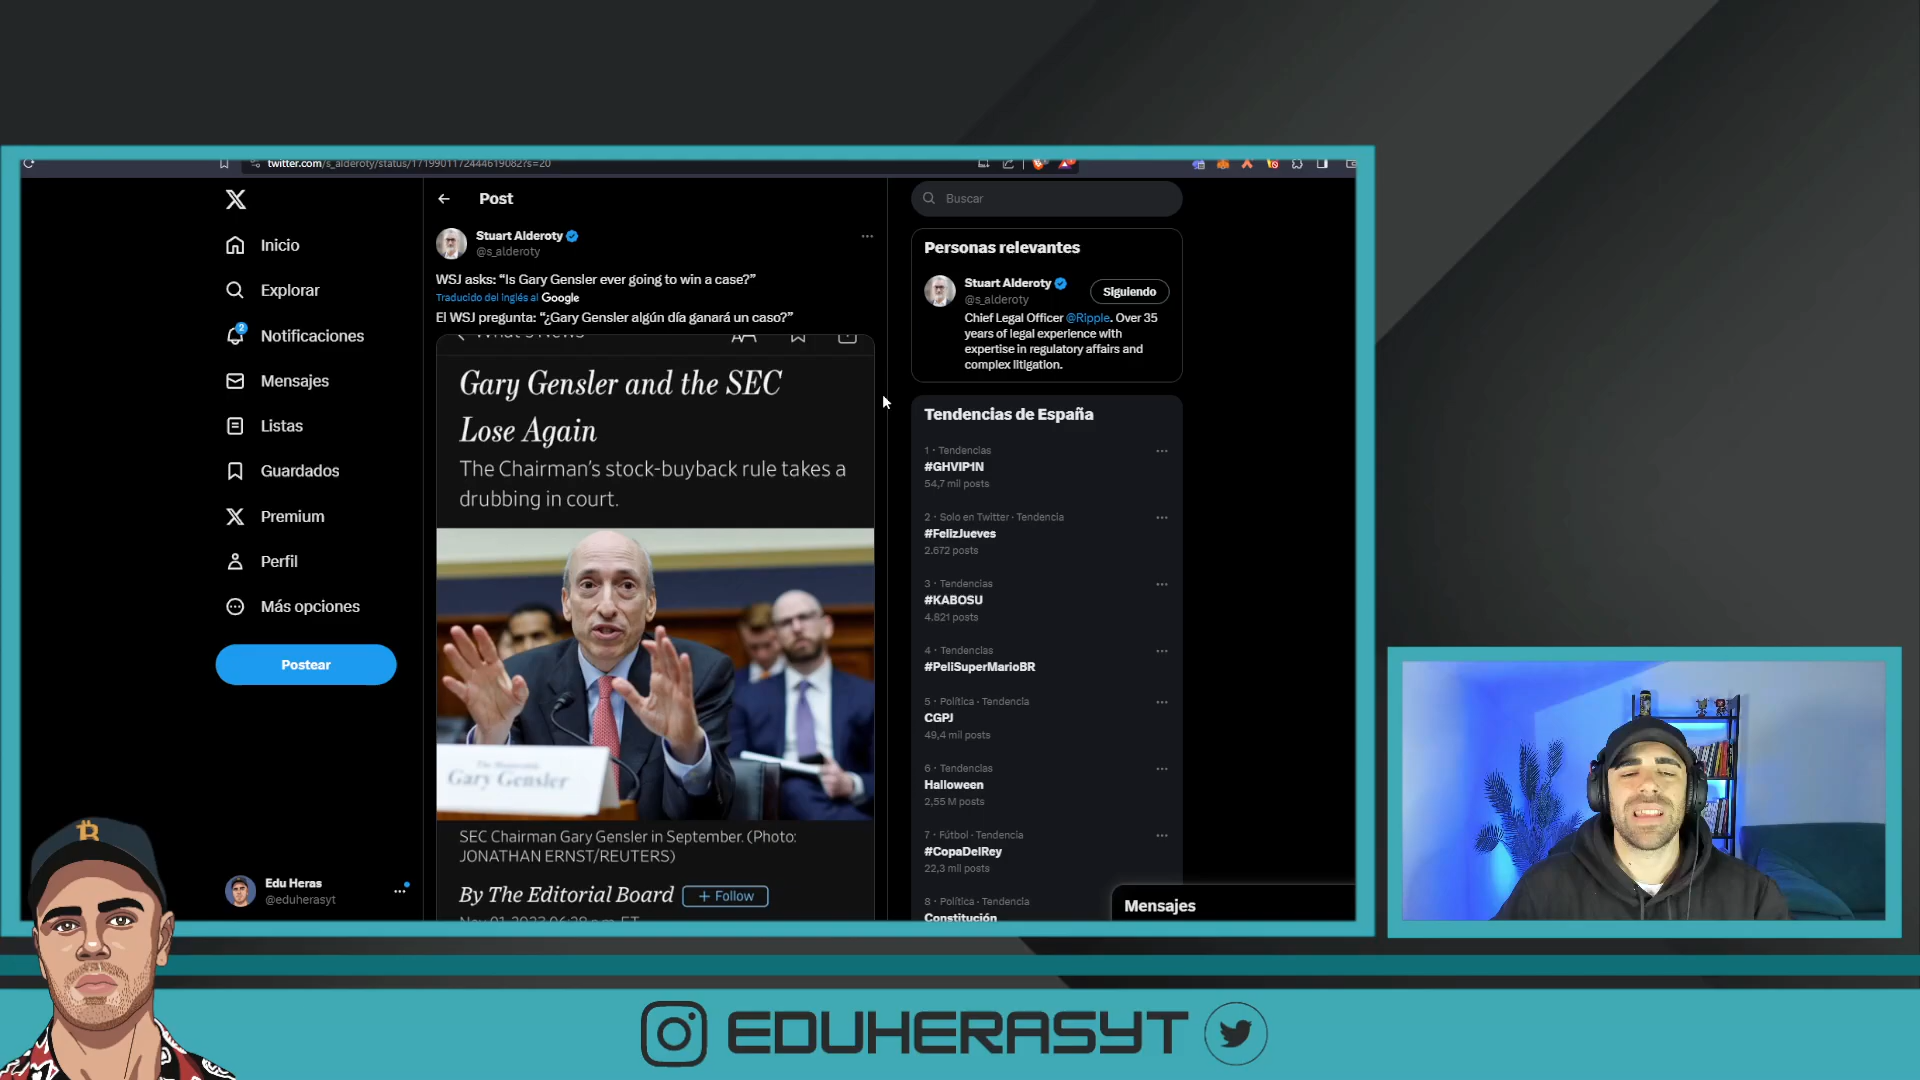 twitter.com/s_alderoty/status/1719901172444619082?s=20
Inicio
Explorar
2
Notificaciones
Mensajes
Listas
Guardados
Premium
Perfil
Más opciones
Postear
Edu Heras
@eduherasyt
Post
Stuart Alderoty
@s_alderoty
WSJ asks: “Is Gary Gensler ever going to win a case?”
Traducido del inglés al Google
El WSJ pregunta: “¿Gary Gensler algún día ganará un caso?”
What's News
AA
Gary Gensler and the SEC
Lose Again
The Chairman’s stock-buyback rule takes a
drubbing in court.
The Honorable
Gary Gensler
SEC Chairman Gary Gensler in September. (Photo:
JONATHAN ERNST/REUTERS)
By The Editorial Board + Follow
Buscar
Personas relevantes
Stuart Alderoty
@s_alderoty
Siguiendo
Chief Legal Officer @Ripple. Over 35
years of legal experience with
expertise in regulatory affairs and
complex litigation.
Tendencias de España
1 · Tendencias
#GHVIP1N
54,7 mil posts
2 · Solo en Twitter · Tendencia
#FelizJueves
2.672 posts
3 · Tendencias
#KABOSU
4.821 posts
4 · Tendencias
#PeliSuperMarioBR
5 · Política · Tendencia
CGPJ
49,4 mil posts
6 · Tendencias
Halloween
2,55 M posts
7 · Fútbol · Tendencia
#CopaDelRey
22,3 mil posts
8 · Política · Tendencia
Constitución
Mensajes
EDUHERASYT